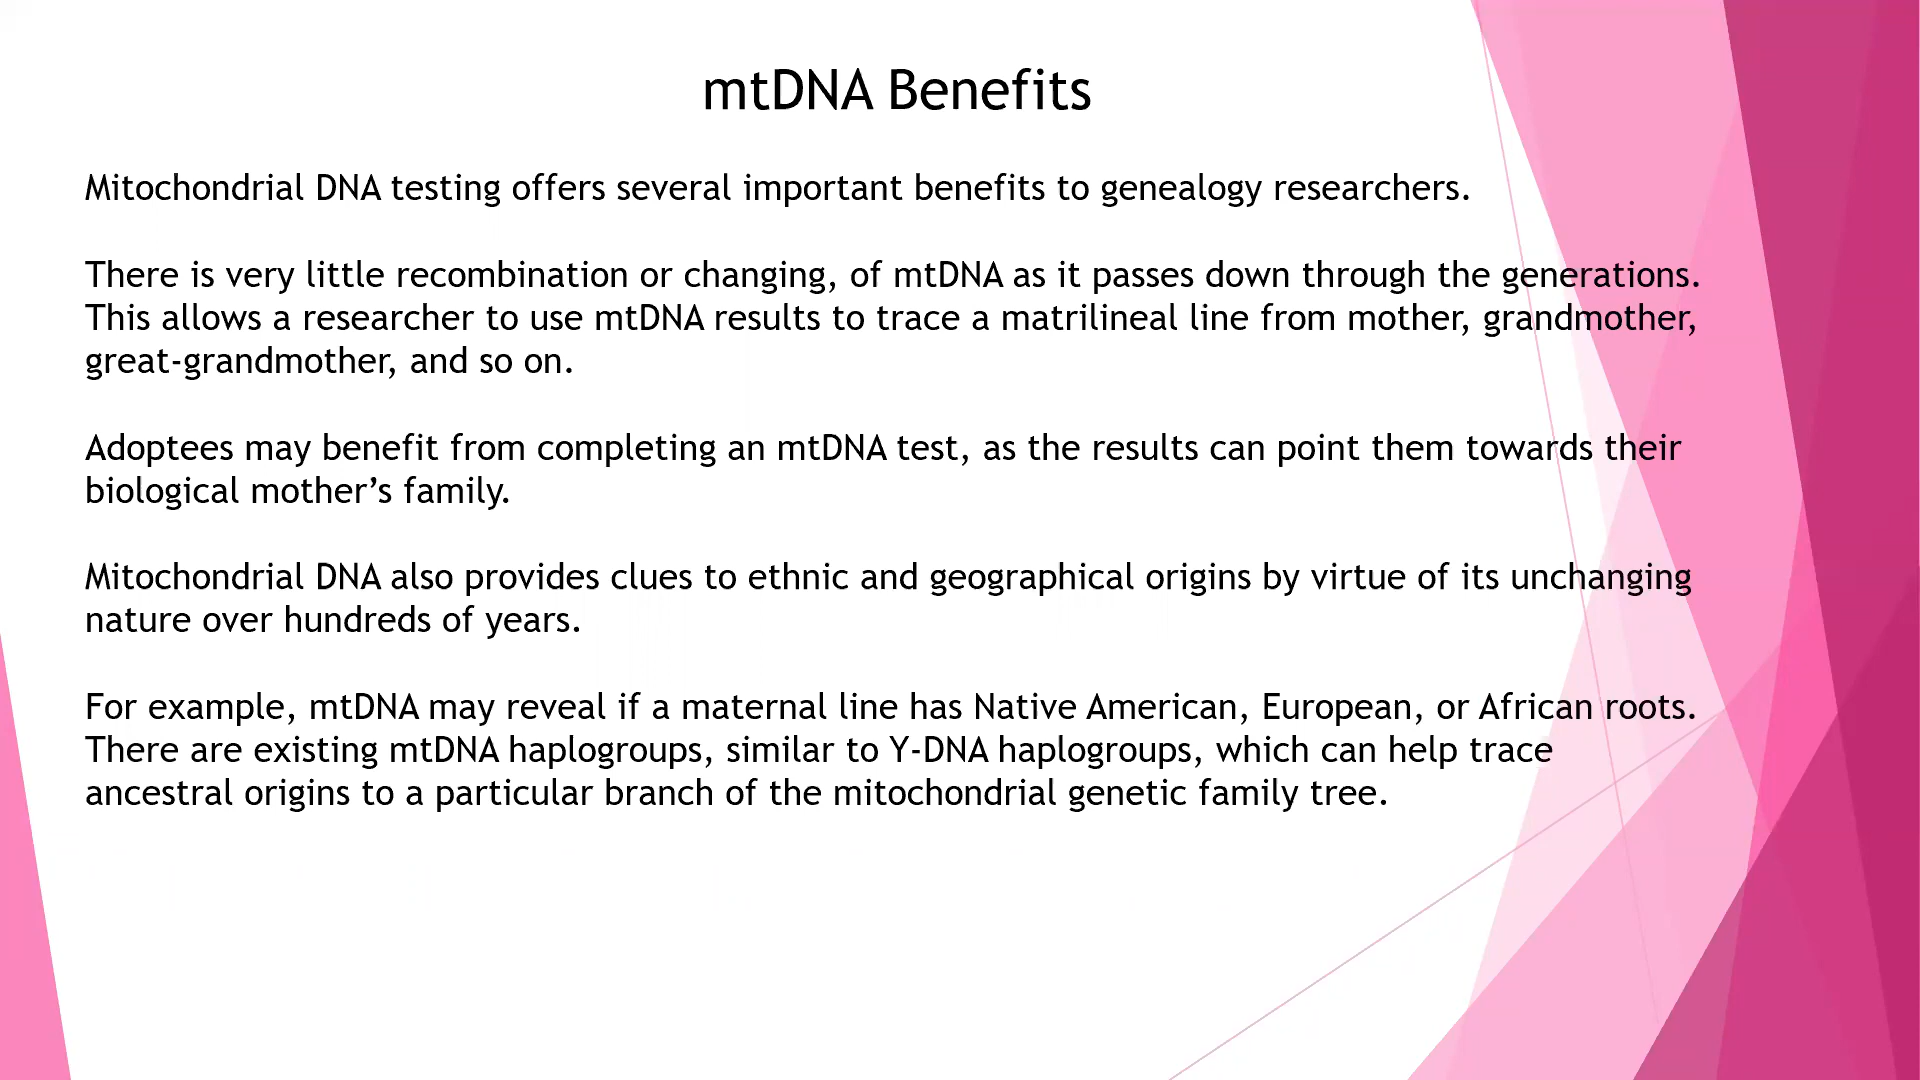 mtDNA Benefits
Mitochondrial DNA testing offers several important benefits to genealogy researchers.
There is very little recombination or changing, of mtDNA as it passes down through the generations.
This allows a researcher to use mtDNA results to trace a matrilineal line from mother, grandmother,
great-grandmother, and so on.
Adoptees may benefit from completing an mtDNA test, as the results can point them towards their
biological mother’s family.
Mitochondrial DNA also provides clues to ethnic and geographical origins by virtue of its unchanging
nature over hundreds of years.
For example, mtDNA may reveal if a maternal line has Native American, European, or African roots.
There are existing mtDNA haplogroups, similar to Y-DNA haplogroups, which can help trace
ancestral origins to a particular branch of the mitochondrial genetic family tree.